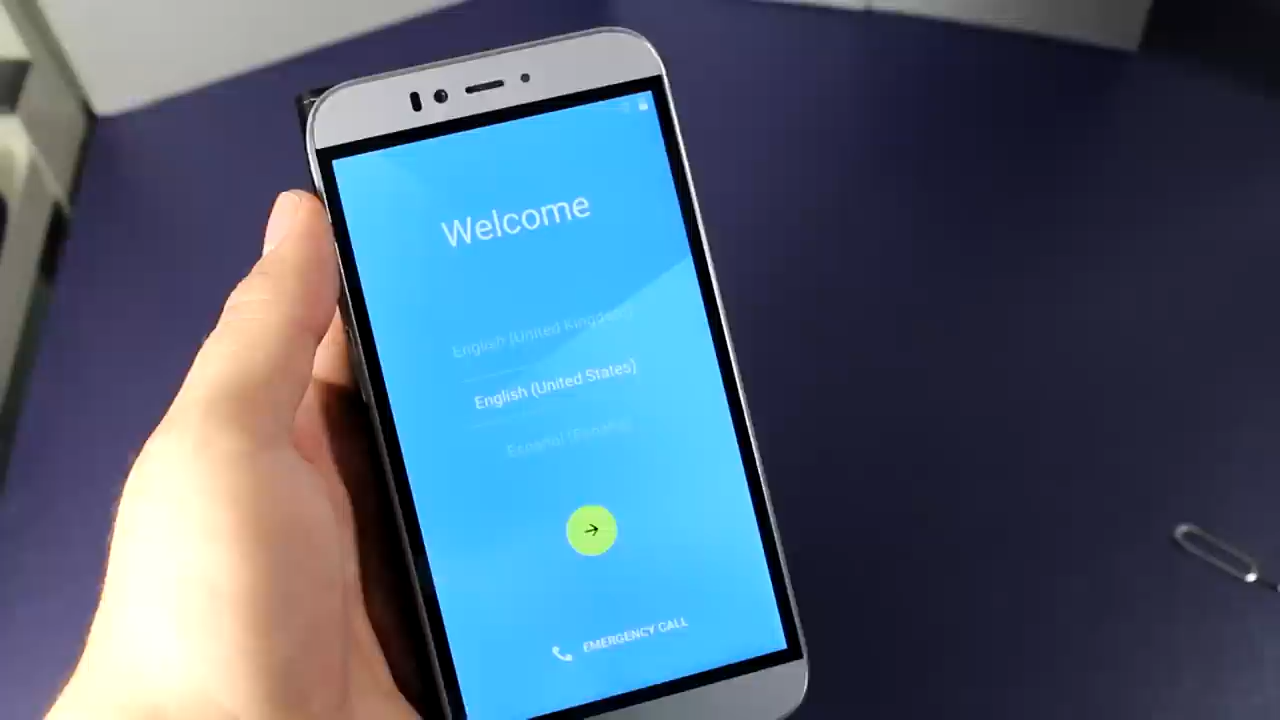 Welcome
English (United Kingdom)
English (United States)
Español (España)
EMERGENCY CALL